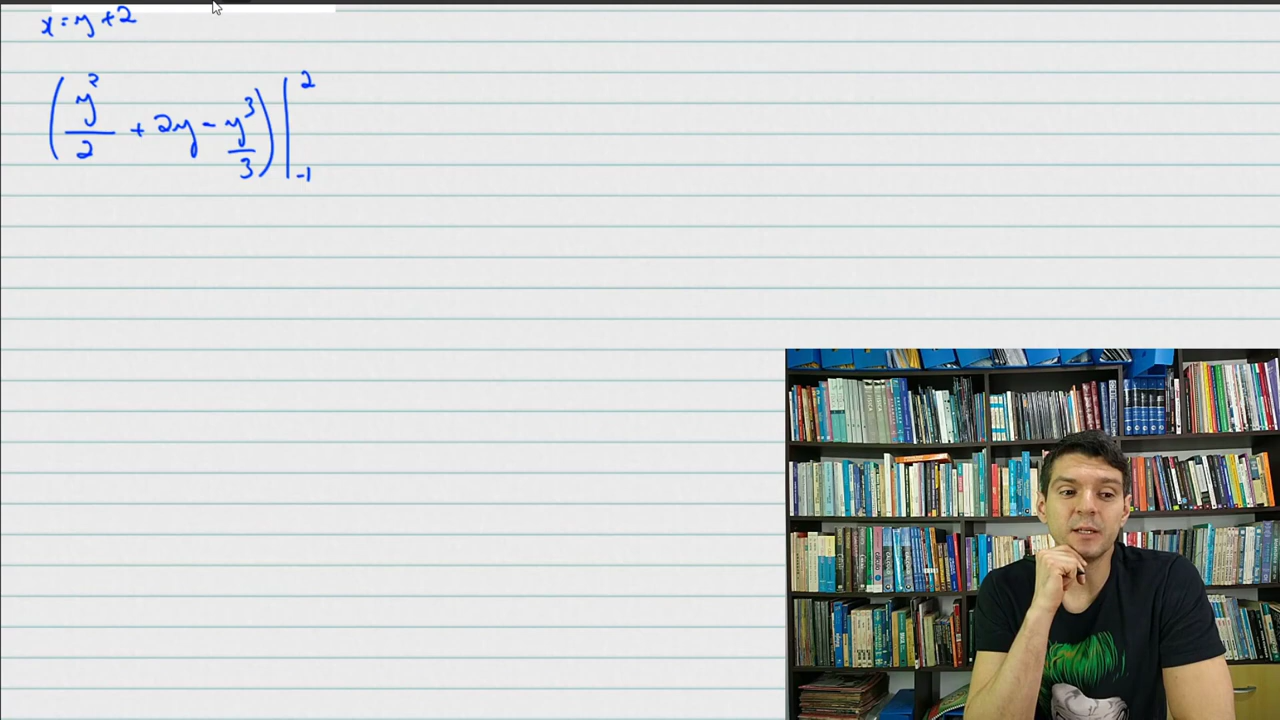 x = y + 2
(y²/2 + 2y - y³/3)|₋₁²